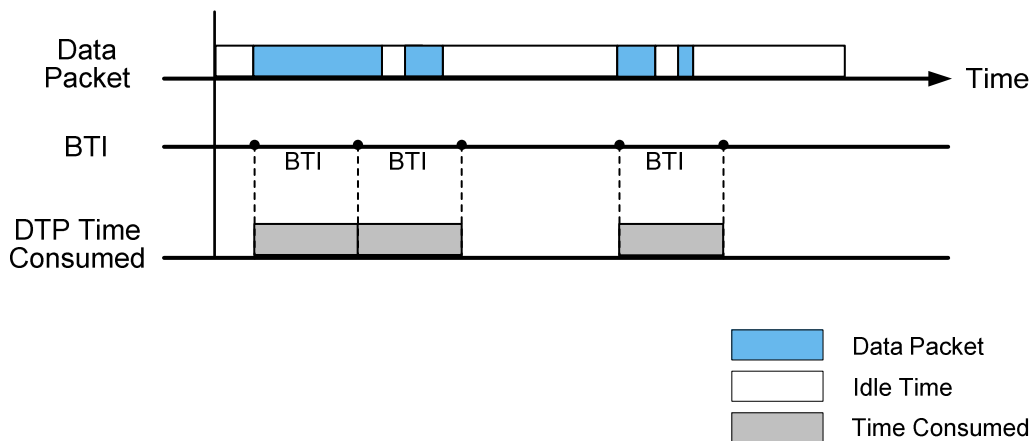 Data
Packet
Time
BTI
BTI
BTI
BTI
DTP Time
Consumed
Data Packet
Idle Time
Time Consumed